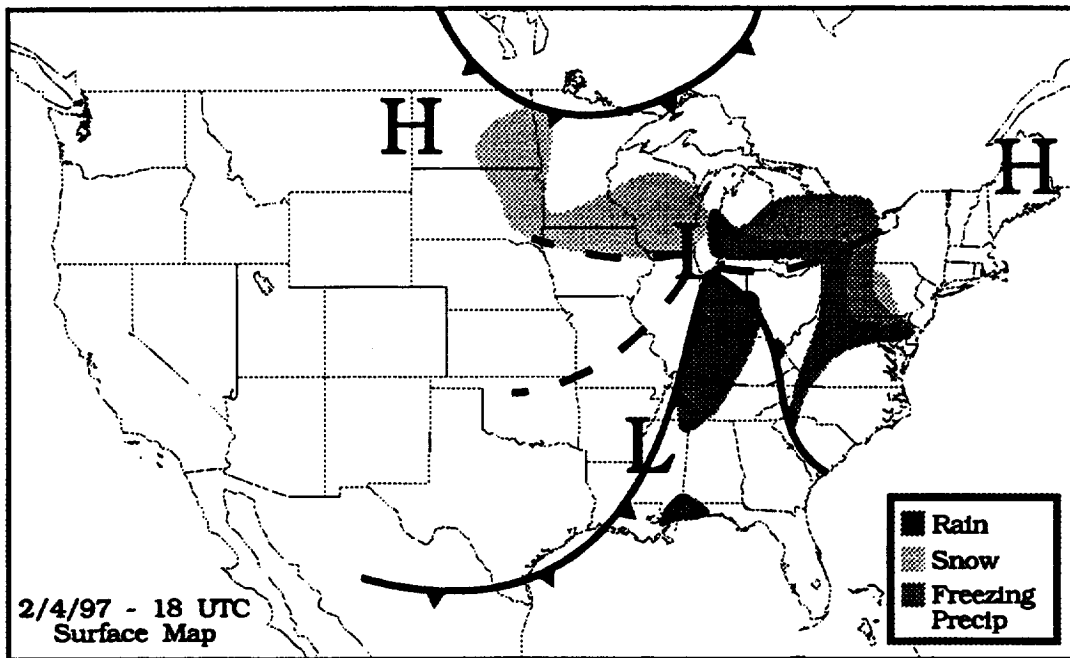 H
H
L
L
Rain
Snow
Freezing
Precip
2/4/97 - 18 UTC
Surface Map